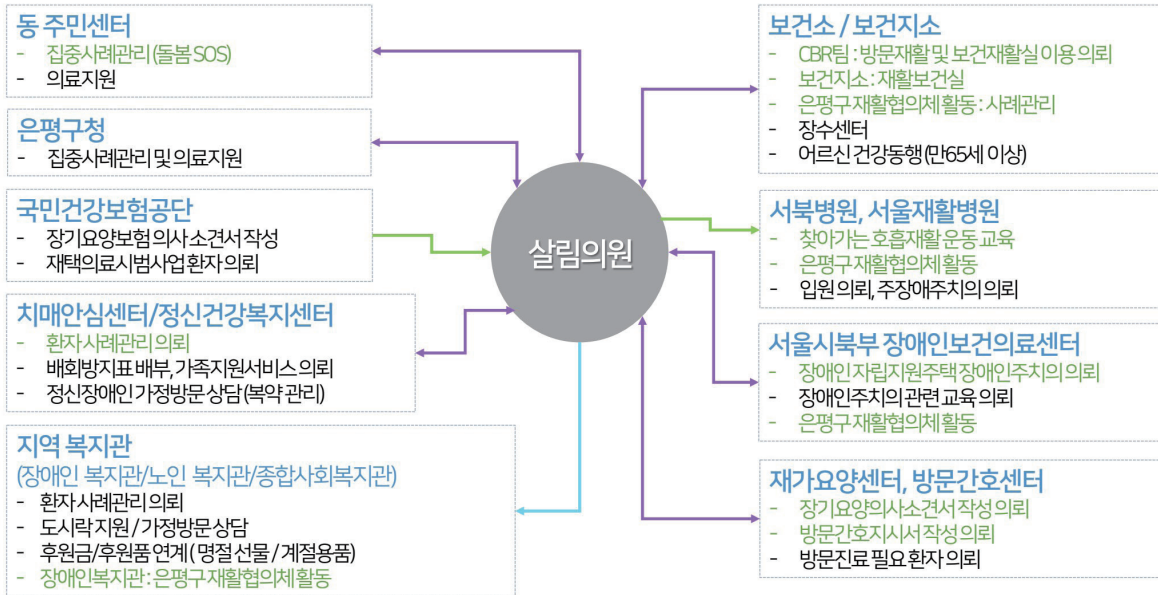 동 주민센터
- 집중사례관리(돌봄SOS)
- 의료지원
은평구청
- 집중사례관리 및 의료지원
국민건강보험공단
- 장기요양보험 의사 소견서 작성
- 재택의료시범사업 환자 의뢰
치매안심센터/정신건강복지센터
- 환자 사례관리 의뢰
- 배회방지표 배부, 가족지원서비스 의뢰
- 정신장애인 가정방문 상담(복약 관리)
지역 복지관
(장애인 복지관/노인 복지관/종합사회복지관)
- 환자 사례관리 의뢰
- 도시락 지원 / 가정방문 상담
- 후원금/후원품 연계 ( 명절 선물 / 계절용품)
- 장애인복지관 : 은평구 재활협의체 활동
살림의원
보건소 / 보건지소
- CBR팀 : 방문재활 및 보건재활실 이용 의뢰
- 보건지소 : 재활보건실
- 은평구 재활협의체 활동 : 사례관리
- 장수센터
- 어르신 건강동행 (만65세 이상)
서북병원, 서울재활병원
- 찾아가는 호흡재활 운동 교육
- 은평구 재활협의체 활동
- 입원 의뢰, 주장애주치의 의뢰
서울시북부 장애인보건의료센터
- 장애인 자립지원주택 장애인주치의 의뢰
- 장애인주치의 관련 교육 의뢰
- 은평구 재활협의체 활동
재가요양센터, 방문간호센터
- 장기요양의사소견서 작성 의뢰
- 방문간호지시서 작성 의뢰
- 방문진료 필요 환자 의뢰